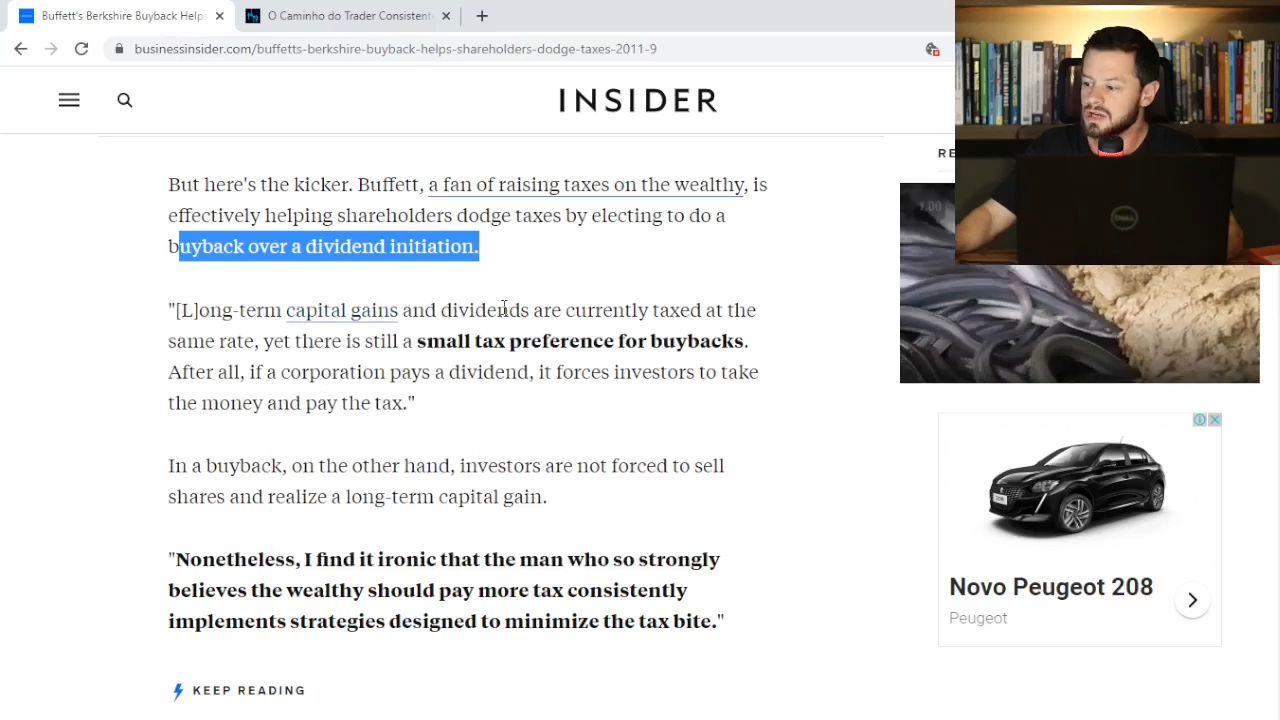 Buffett's Berkshire Buyback Help
O Caminho do Trader Consistent
businessinsider.com/buffetts-berkshire-buyback-helps-shareholders-dodge-taxes-2011-9
INSIDER
RE
But here's the kicker. Buffett, a fan of raising taxes on the wealthy, is
effectively helping shareholders dodge taxes by electing to do a
buyback over a dividend initiation.
"[L]ong-term capital gains and dividends are currently taxed at the
same rate, yet there is still a small tax preference for buybacks.
After all, if a corporation pays a dividend, it forces investors to take
the money and pay the tax."
In a buyback, on the other hand, investors are not forced to sell
shares and realize a long-term capital gain.
"Nonetheless, I find it ironic that the man who so strongly
believes the wealthy should pay more tax consistently
implements strategies designed to minimize the tax bite."
KEEP READING
1.00
DELL
Novo Peugeot 208
Peugeot